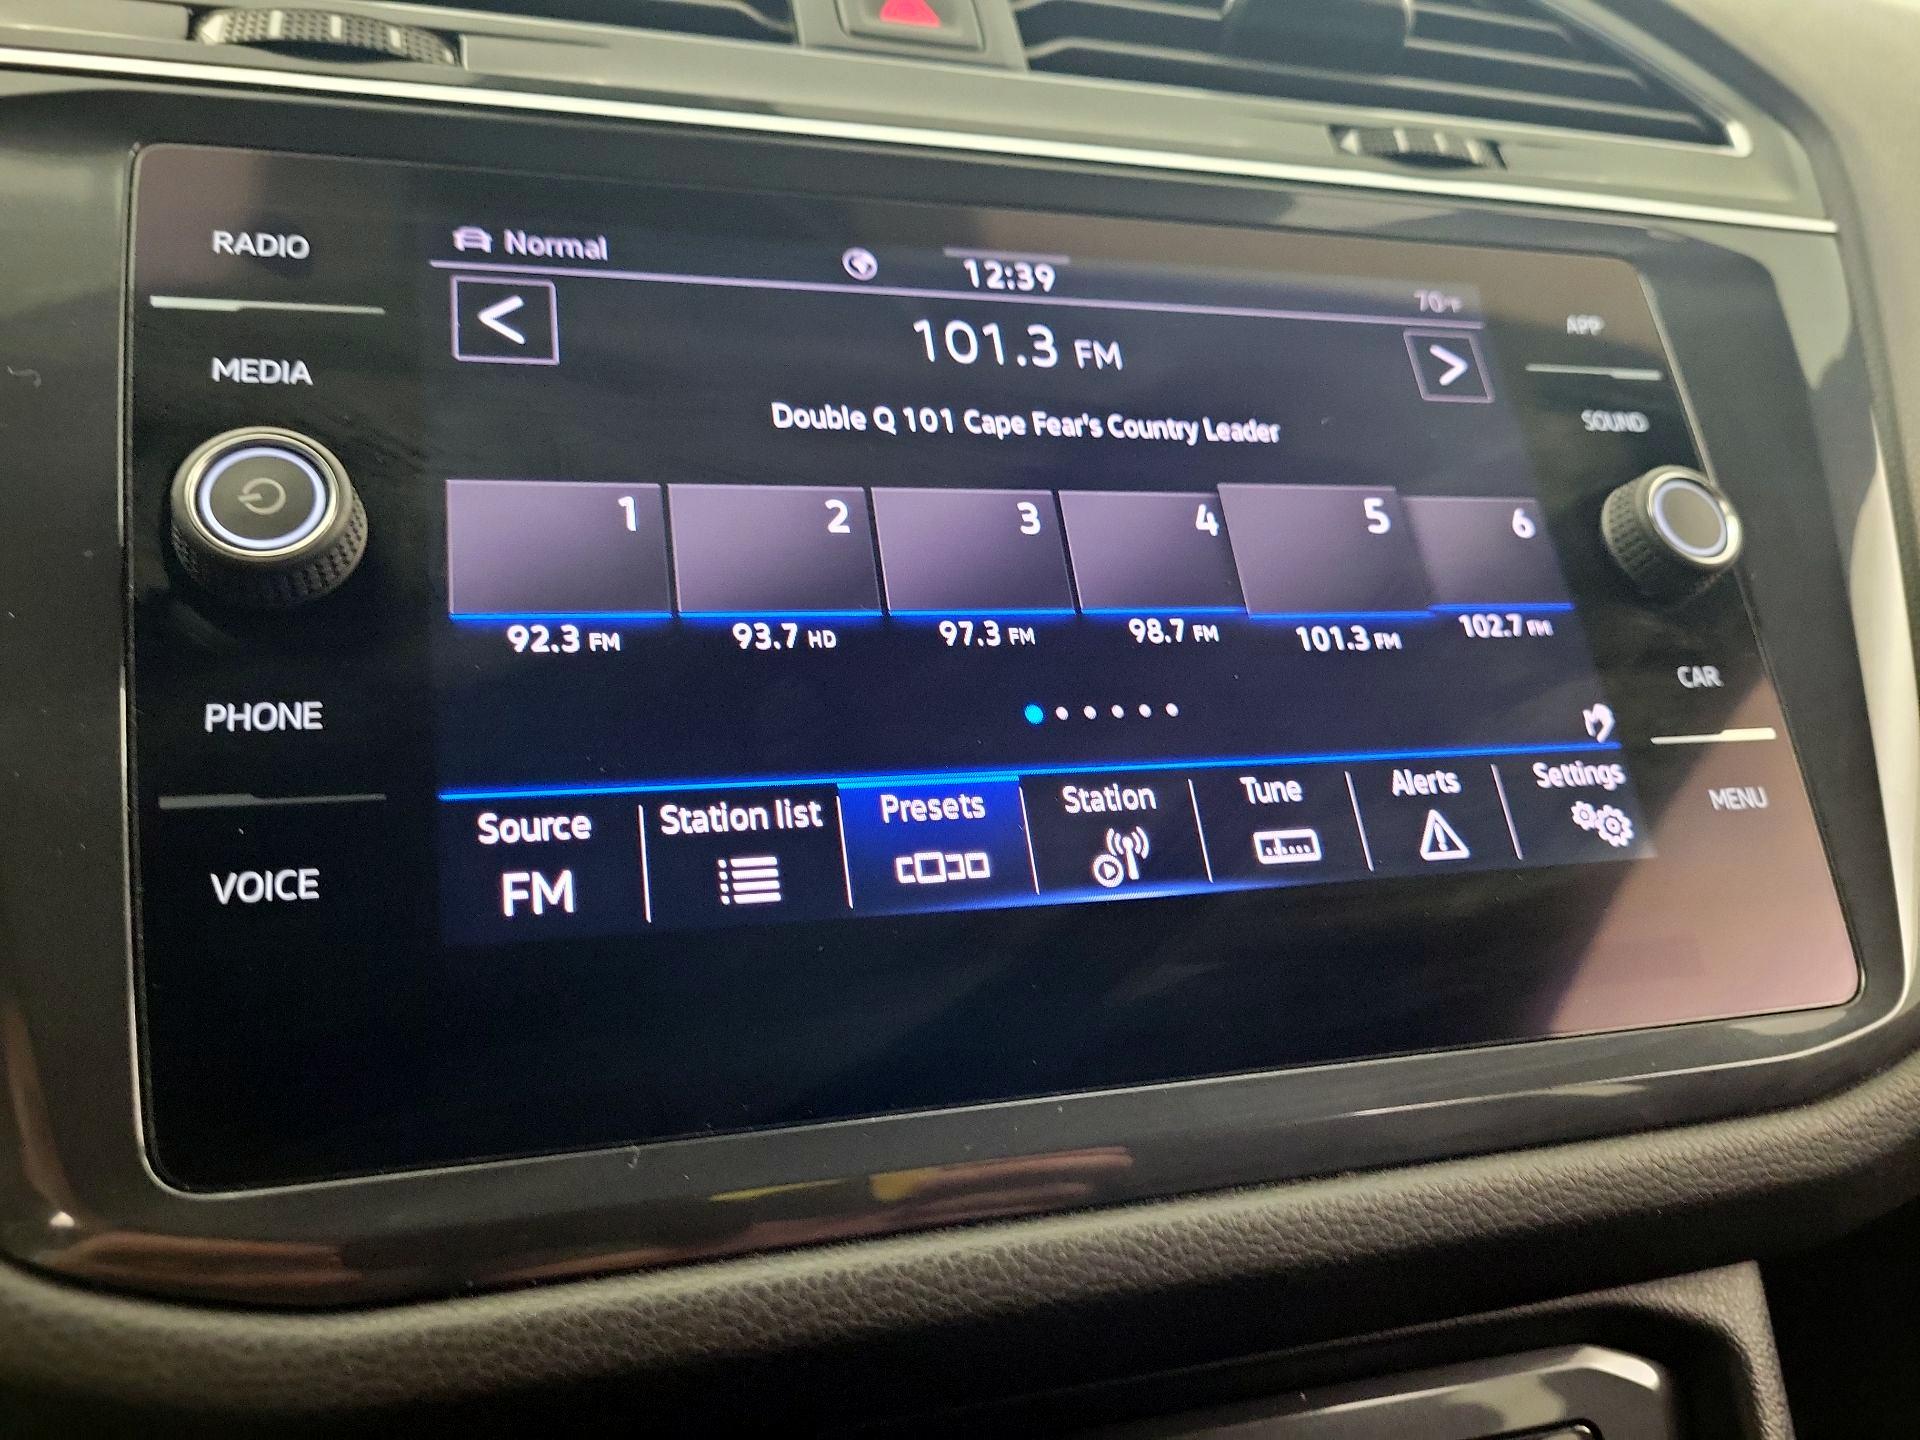 RADIO
MEDIA
PHONE
VOICE
Normal
12:39
70°F
101.3 FM
Double Q 101 Cape Fear's Country Leader
1 2 3 4 5 6
92.3 FM 93.7 HD 97.3 FM 98.7 FM 101.3 FM 102.7 FM
Source Station list Presets Station Tune Alerts Settings
FM
APP
SOUND
CAR
MENU